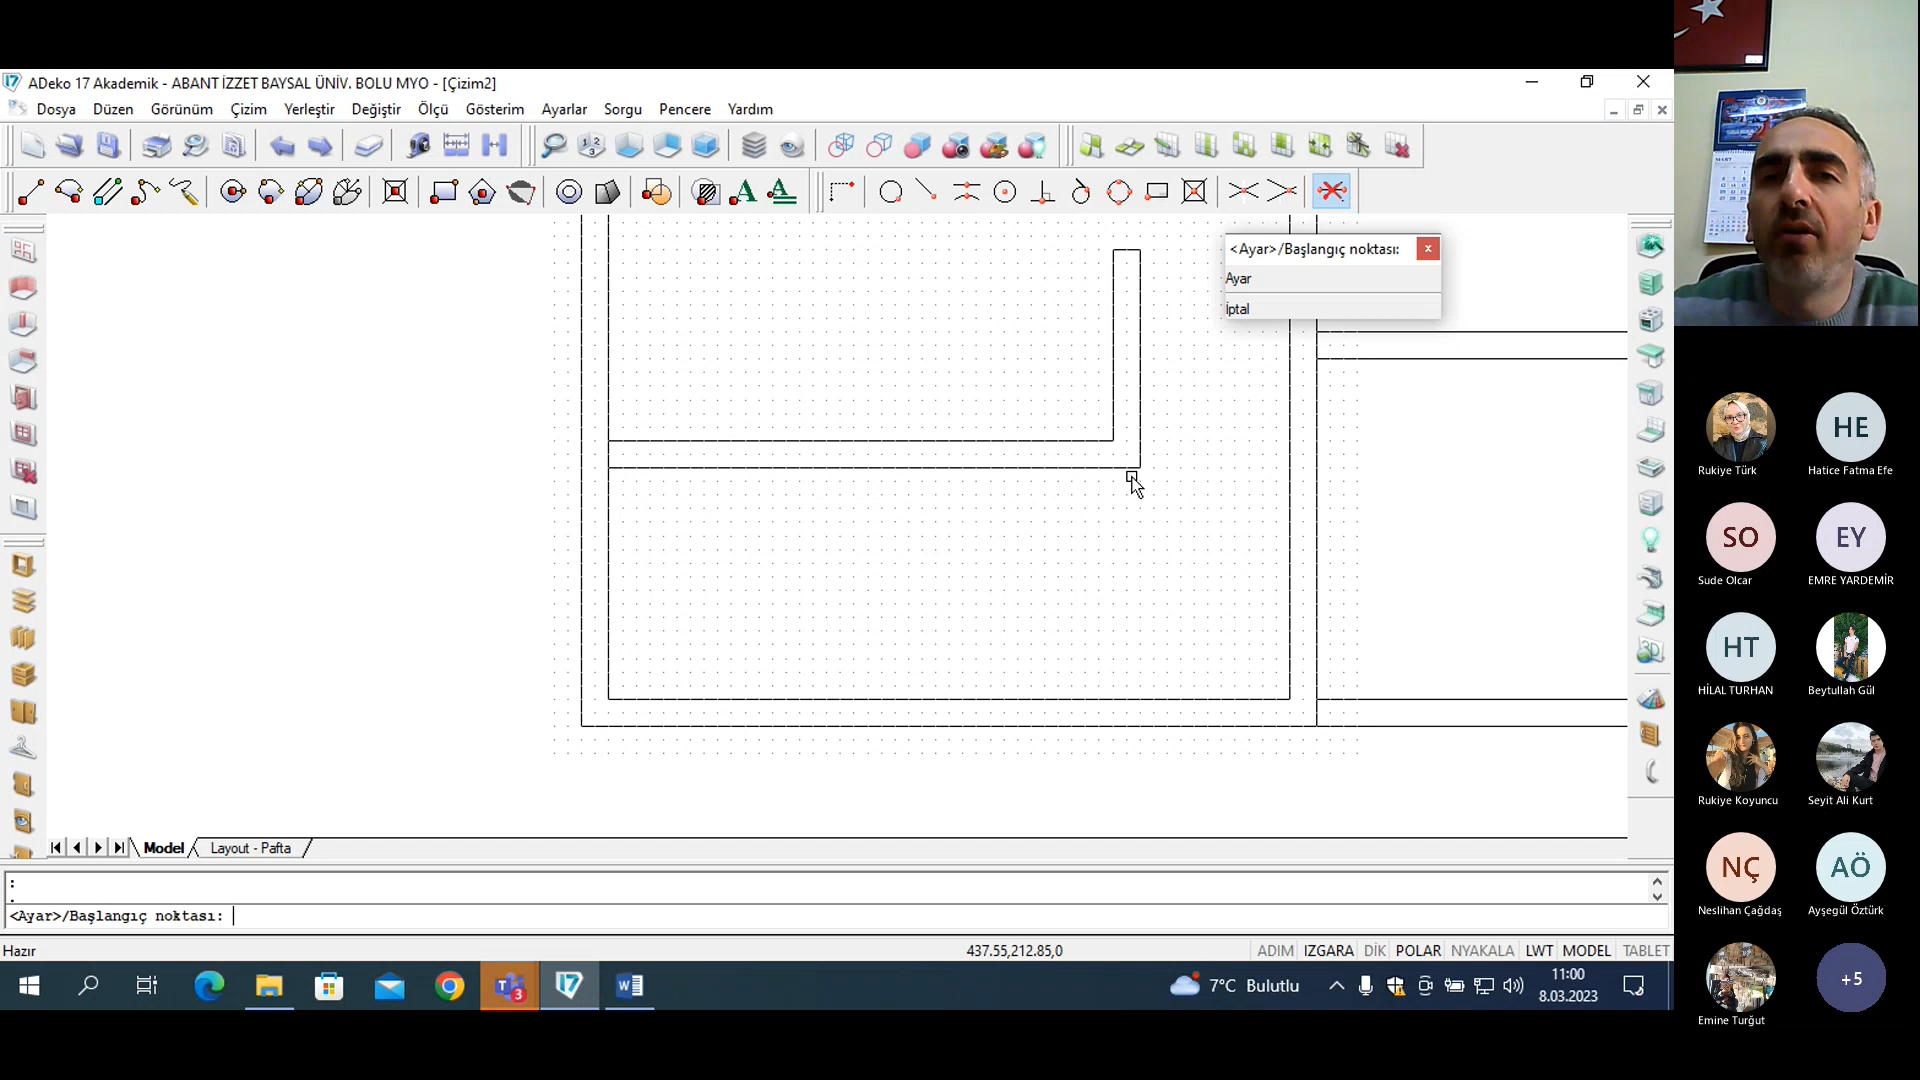 17 ADeko 17 Akademik - ABANT İZZET BAYSAL ÜNİV. BOLU MYO - [Çizim2]
Dosya Düzen Görünüm Çizim Yerleştir Değiştir Ölçü Gösterim Ayarlar Sorgu Pencere Yardım
<Ayar>/Başlangıç noktası:
Ayar
İptal
Model Layout - Pafta
:
:
<Ayar>/Başlangıç noktası:
Hazır 437.55,212.85,0 ADIM IZGARA DİK POLAR NYAKALA LWT MODEL TABLET
7°C Bulutlu
11:00
8.03.2023
MART
Rukiye Türk
HE
Hatice Fatma Efe
SO
Sude Olcar
EY
EMRE YARDEMİR
HT
HİLAL TURHAN
Beytullah Gül
Rukiye Koyuncu
Seyit Ali Kurt
NÇ
Neslihan Çağdaş
AÖ
Ayşegül Öztürk
Emine Turğut
+5